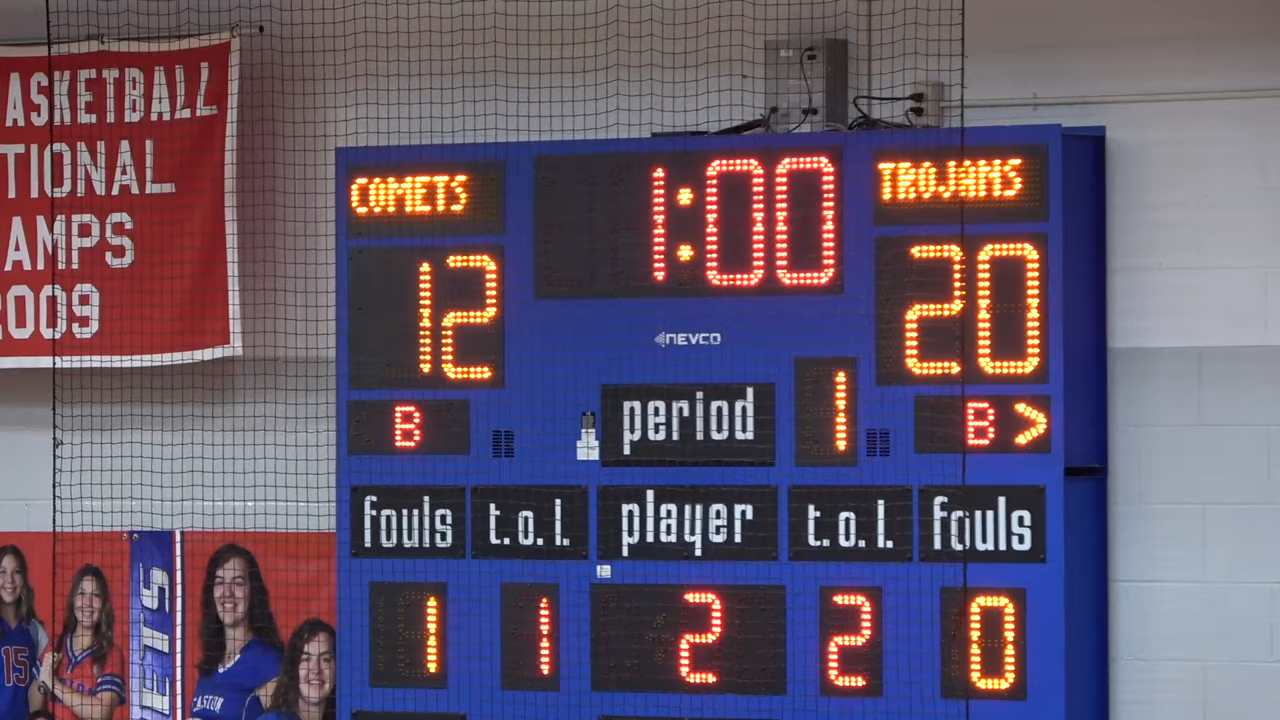 ASKETBALL
TIONAL
AMPS
2009
COMETS
1:00
TROJANS
12
20
NEVCO
B
period
1
B >
fouls
t.o.l.
player
t.o.l.
fouls
1
1
2
2
0
15
ETS
EASTON